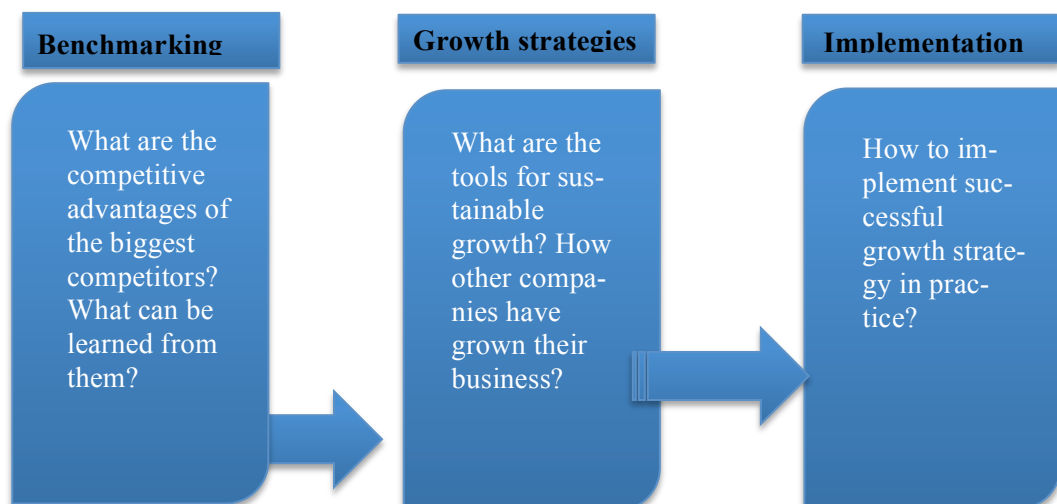 Benchmarking
What are the
competitive
advantages of
the biggest
competitors?
What can be
learned from
them?
Growth strategies
What are the
tools for sus-
tainable
growth? How
other compa-
nies have
grown their
business?
Implementation
How to im-
plement suc-
cessful
growth strate-
gy in prac-
tice?